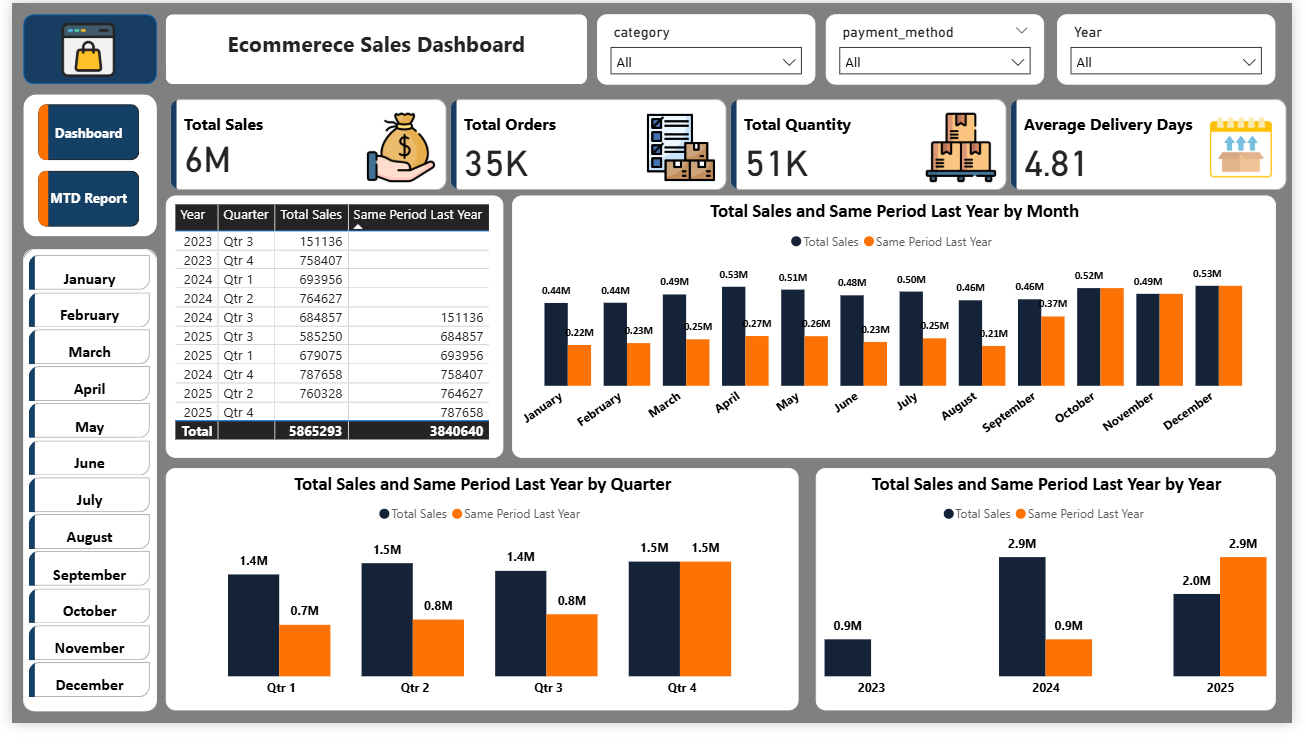 Ecommerece Sales Dashboard
category
All
payment_method
All
Year
All
Dashboard
MTD Report
January
February
March
April
May
June
July
August
September
October
November
December
Total Sales
6M
Total Orders
35K
Total Quantity
51K
Average Delivery Days
4.81
Year Quarter Total Sales Same Period Last Year
2023 Qtr 3 151136
2023 Qtr 4 758407
2024 Qtr 1 693956
2024 Qtr 2 764627
2024 Qtr 3 684857 151136
2025 Qtr 3 585250 684857
2025 Qtr 1 679075 693956
2024 Qtr 4 787658 758407
2025 Qtr 2 760328 764627
2025 Qtr 4 787658
Total 5865293 3840640
Total Sales and Same Period Last Year by Month
Total Sales Same Period Last Year
0.44M 0.44M 0.49M 0.53M 0.51M 0.48M 0.50M 0.46M 0.46M 0.52M 0.49M 0.53M
0.22M 0.23M 0.25M 0.27M 0.26M 0.23M 0.25M 0.21M 0.37M
January February March April May June July August September October November December
Total Sales and Same Period Last Year by Quarter
Total Sales Same Period Last Year
1.4M 0.7M 1.5M 0.8M 1.4M 0.8M 1.5M 1.5M
Qtr 1 Qtr 2 Qtr 3 Qtr 4
Total Sales and Same Period Last Year by Year
Total Sales Same Period Last Year
0.9M 2.9M 0.9M 2.0M 2.9M
2023 2024 2025